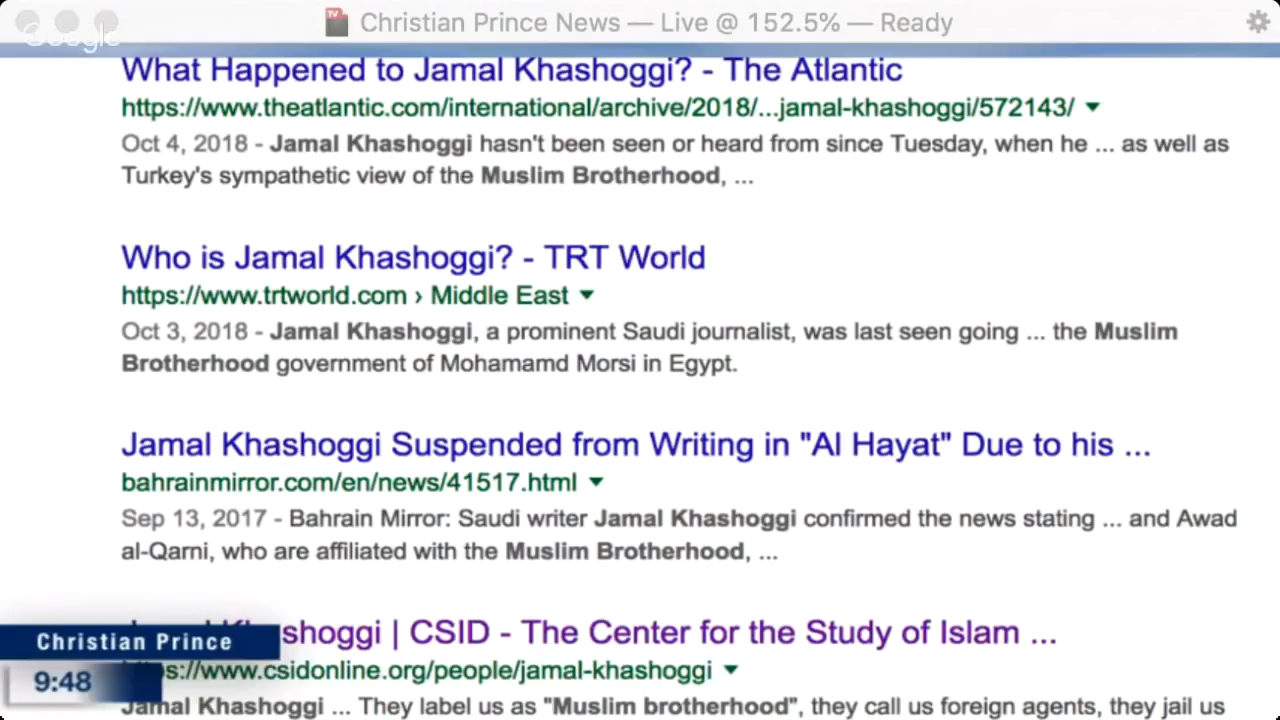 Christian Prince News — Live @ 152.5% — Ready
Google
What Happened to Jamal Khashoggi? - The Atlantic
https://www.theatlantic.com/international/archive/2018/...jamal-khashoggi/572143/
Oct 4, 2018 - Jamal Khashoggi hasn't been seen or heard from since Tuesday, when he ... as well as
Turkey's sympathetic view of the Muslim Brotherhood, ...
Who is Jamal Khashoggi? - TRT World
https://www.trtworld.com › Middle East
Oct 3, 2018 - Jamal Khashoggi, a prominent Saudi journalist, was last seen going ... the Muslim
Brotherhood government of Mohamamd Morsi in Egypt.
Jamal Khashoggi Suspended from Writing in "Al Hayat" Due to his ...
bahrainmirror.com/en/news/41517.html
Sep 13, 2017 - Bahrain Mirror: Saudi writer Jamal Khashoggi confirmed the news stating ... and Awad
al-Qarni, who are affiliated with the Muslim Brotherhood, ...
shoggi | CSID - The Center for the Study of Islam ...
Christian Prince
s://www.csidonline.org/people/jamal-khashoggi
9:48
Jamal Khashoggi ... They label us as "Muslim brotherhood", they call us foreign agents, they jail us